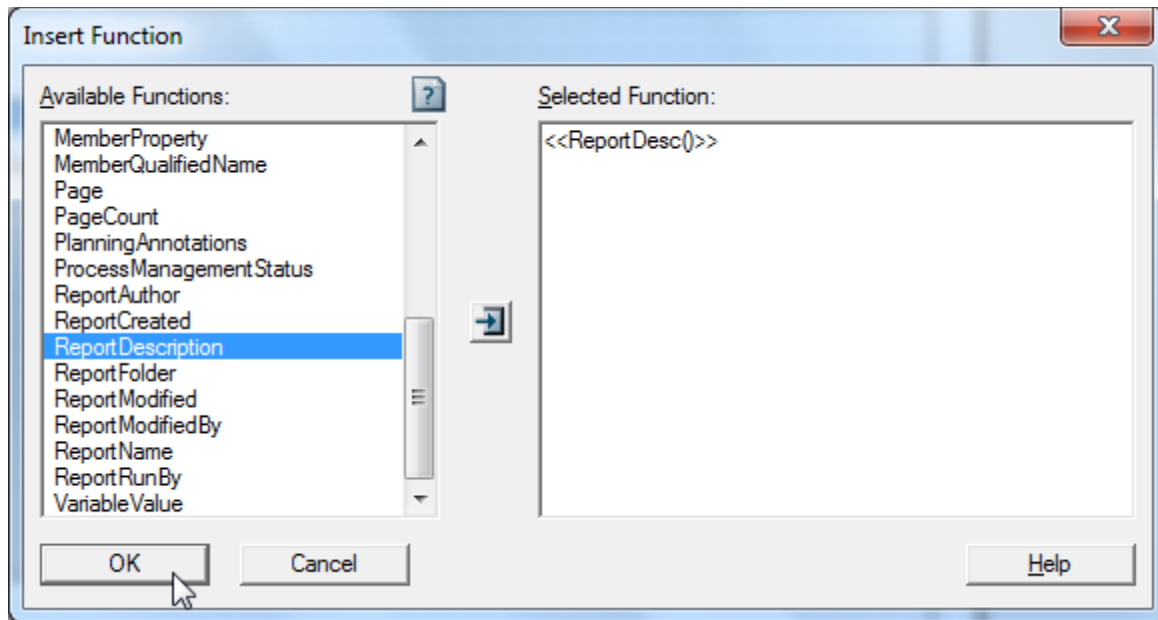 Insert Function
Available Functions:
Selected Function:
MemberProperty
MemberQualifiedName
Page
PageCount
PlanningAnnotations
ProcessManagementStatus
ReportAuthor
ReportCreated
ReportDescription
ReportFolder
ReportModified
ReportModifiedBy
ReportName
ReportRunBy
VariableValue
<<ReportDesc()>>
OK
Cancel
Help